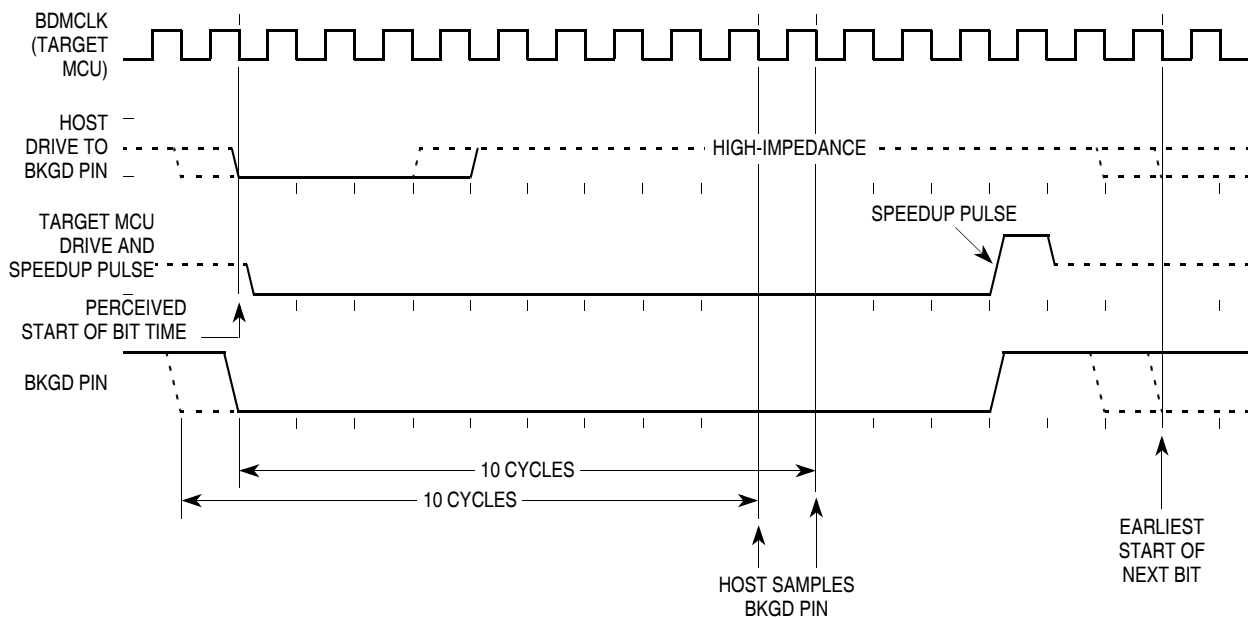 BDMCLK
(TARGET
MCU)
HOST
DRIVE TO
BKGD PIN
HIGH-IMPEDANCE
TARGET MCU
DRIVE AND
SPEEDUP PULSE
SPEEDUP PULSE
PERCEIVED
START OF BIT TIME
BKGD PIN
10 CYCLES
10 CYCLES
HOST SAMPLES
BKGD PIN
EARLIEST
START OF
NEXT BIT